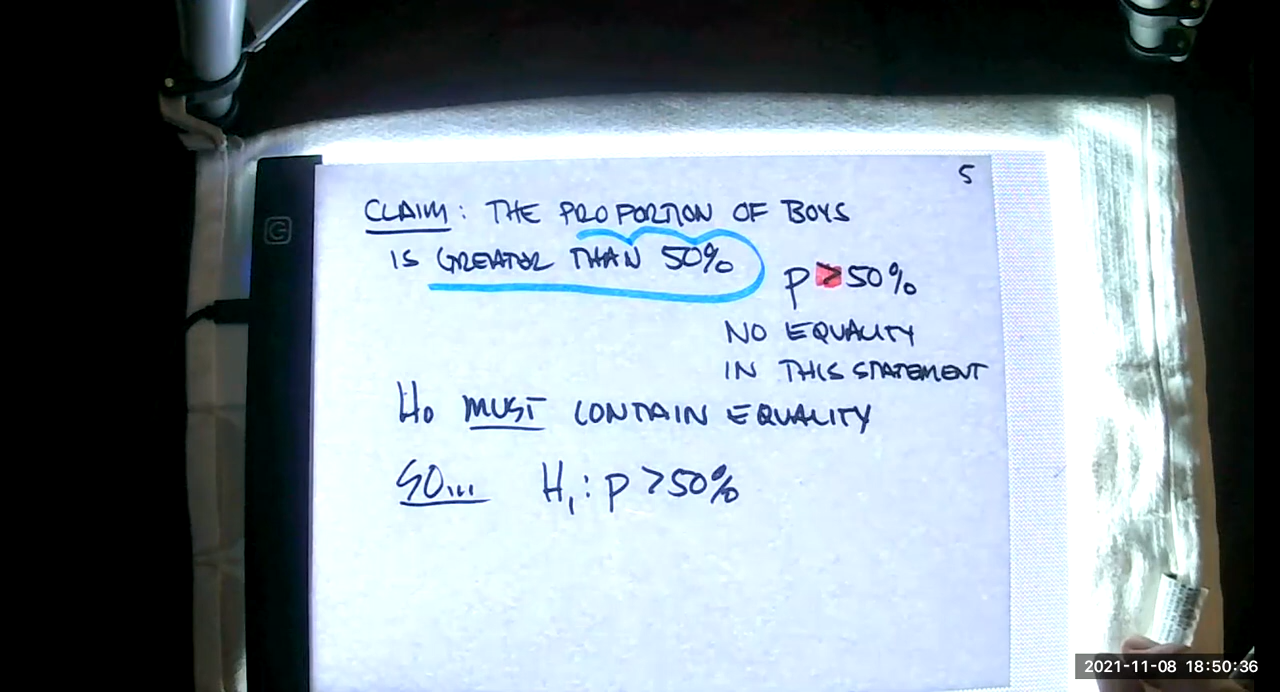 5
CLAIM: THE PROPORTION OF BOYS
IS GREATER THAN 50%
p > 50%
NO EQUALITY
IN THIS STATEMENT
H₀ MUST CONTAIN EQUALITY
SO... H₁: p > 50%
2021-11-08 18:50:36